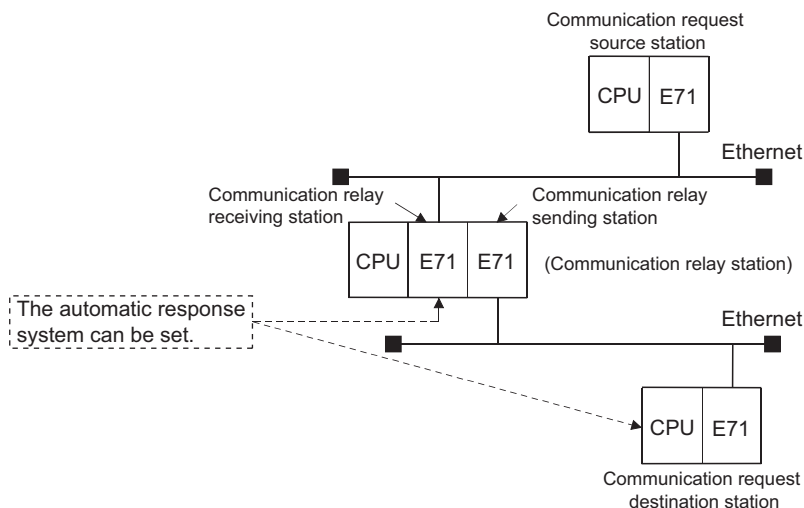 Communication request
source station
CPU
E71
Ethernet
Communication relay
receiving station
Communication relay
sending station
CPU
E71
E71
(Communication relay station)
The automatic response
system can be set.
Ethernet
CPU
E71
Communication request
destination station